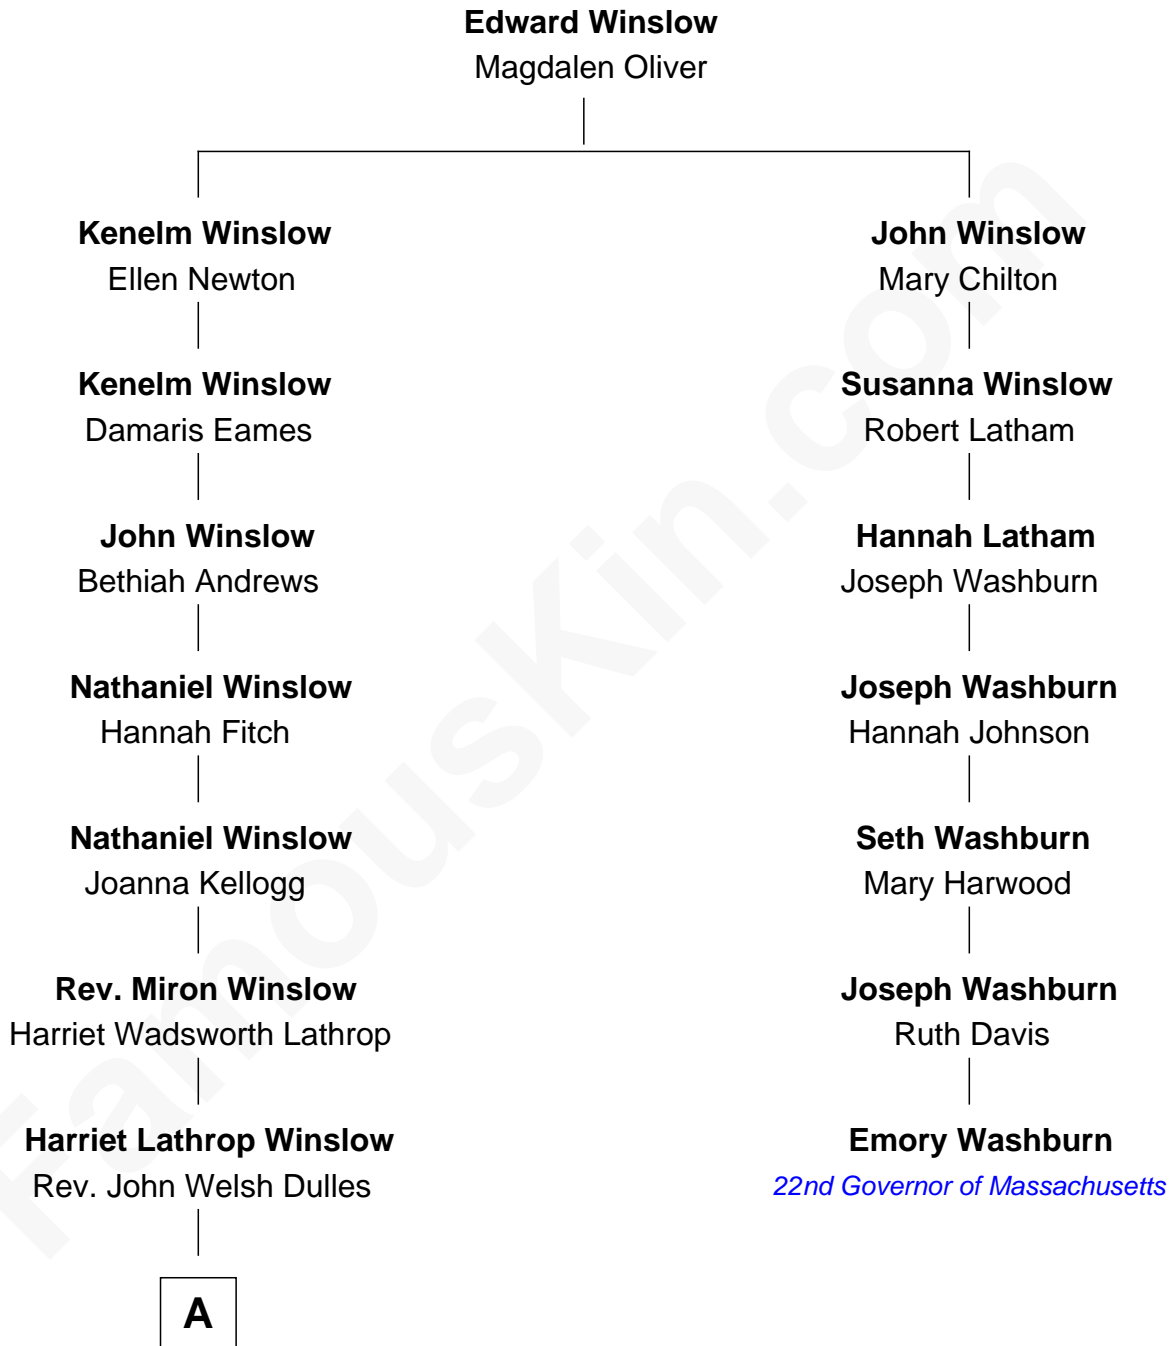 Edward Winslow
Magdalen Oliver
Kenelm Winslow
Ellen Newton
John Winslow
Mary Chilton
Kenelm Winslow
Damaris Eames
Susanna Winslow
Robert Latham
John Winslow
Bethiah Andrews
Hannah Latham
Joseph Washburn
Nathaniel Winslow
Hannah Fitch
Joseph Washburn
Hannah Johnson
Nathaniel Winslow
Joanna Kellogg
Seth Washburn
Mary Harwood
Rev. Miron Winslow
Harriet Wadsworth Lathrop
Joseph Washburn
Ruth Davis
Harriet Lathrop Winslow
Rev. John Welsh Dulles
Emory Washburn
22nd Governor of Massachusetts
A
FamousKin.com